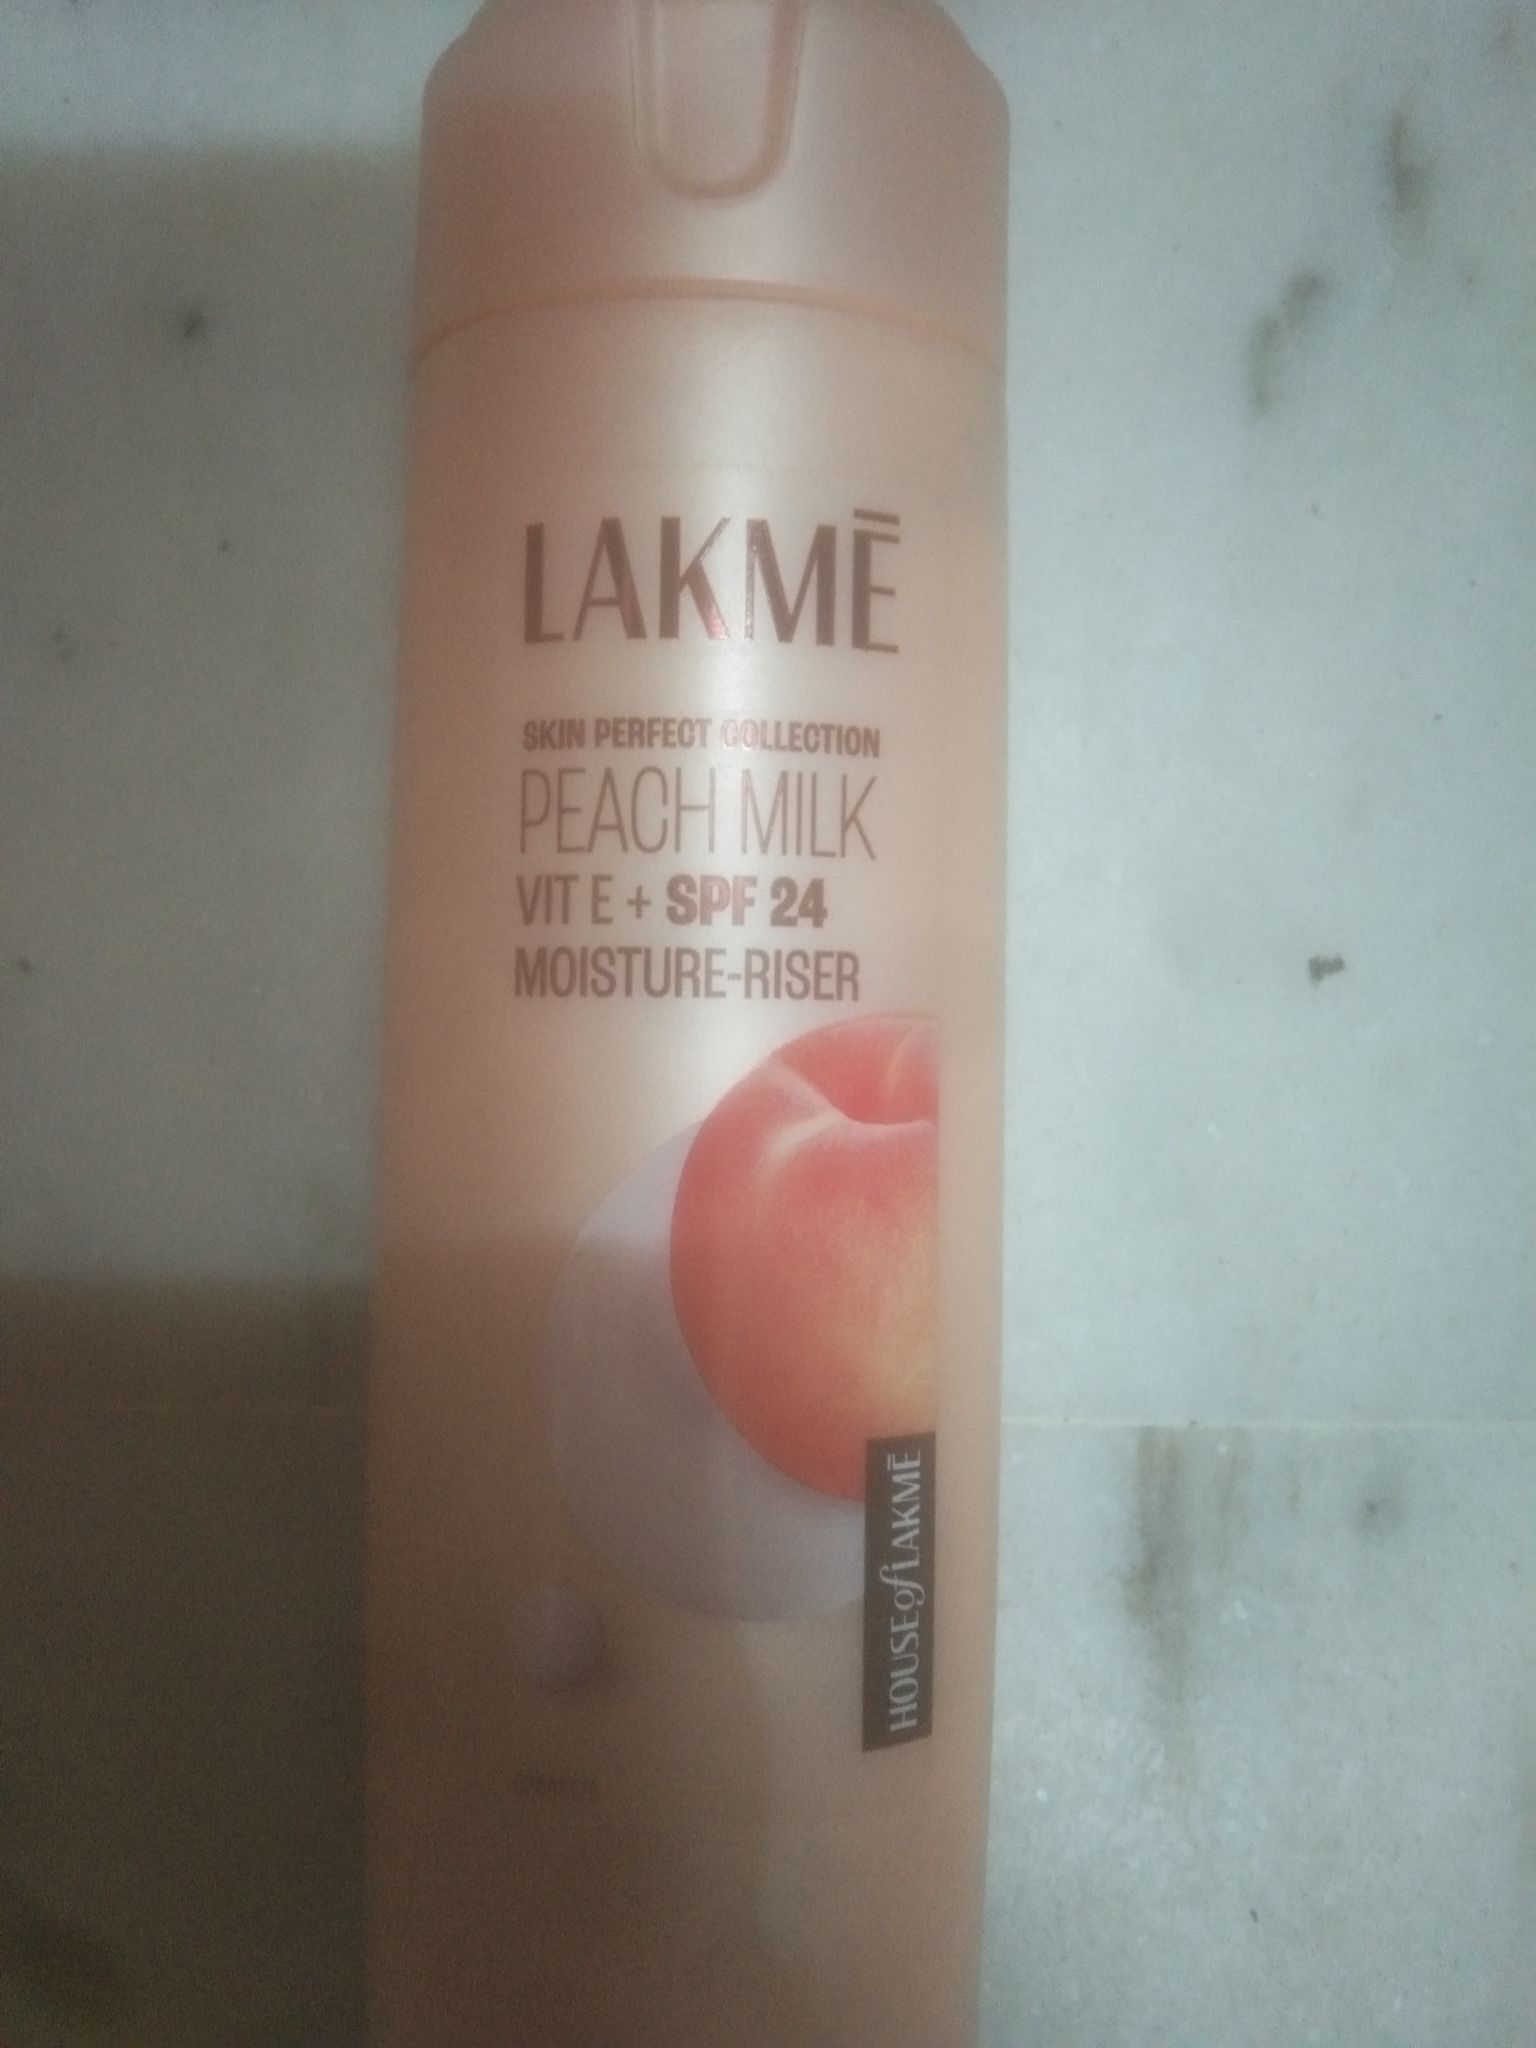 LAKMĒ
SKIN PERFECT COLLECTION
PEACH MILK
VIT E + SPF 24
MOISTURE-RISER
HOUSE of LAKMĒ